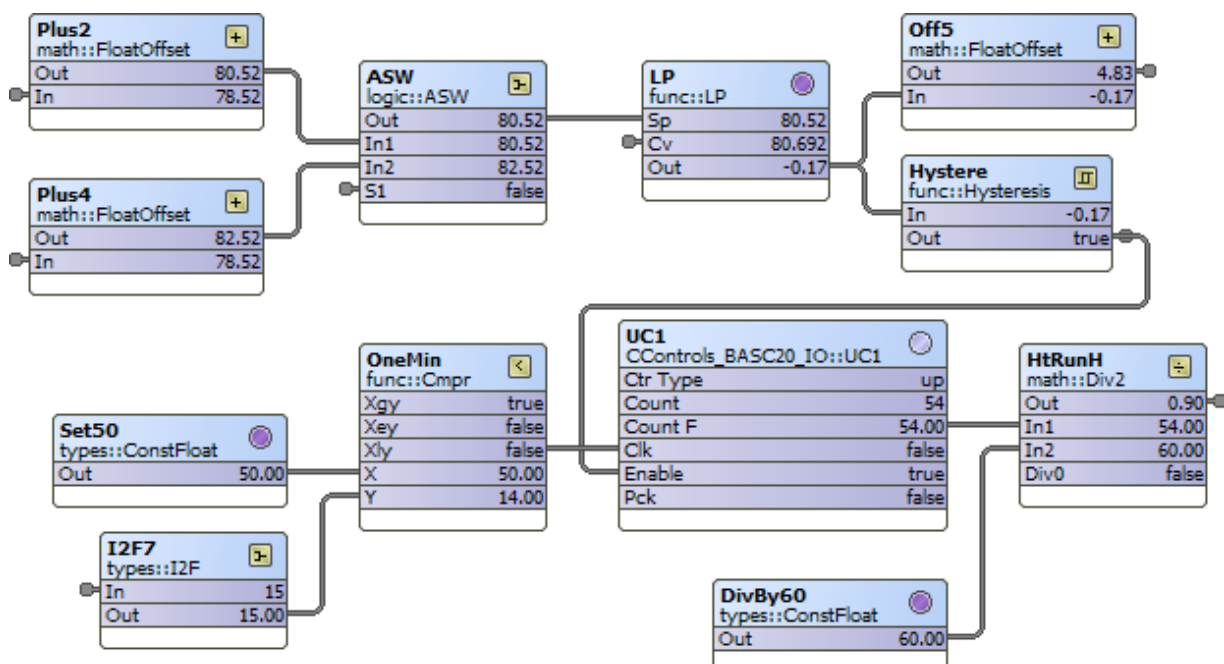 Plus2
math::FloatOffset
Out 80.52
In 78.52
Plus4
math::FloatOffset
Out 82.52
In 78.52
ASW
logic::ASW
Out 80.52
In1 80.52
In2 82.52
S1 false
LP
func::LP
Sp 80.52
Cv 80.692
Out -0.17
Off5
math::FloatOffset
Out 4.83
In -0.17
Hystere
func::Hysteresis
In -0.17
Out true
Set50
types::ConstFloat
Out 50.00
I2F7
types::I2F
In 15
Out 15.00
OneMin
func::Cmpr
Xgy true
Xey false
Xly false
X 50.00
Y 14.00
UC1
CControls_BASC20_IO::UC1
Ctr Type up
Count 54
Count F 54.00
Clk false
Enable true
Pck false
DivBy60
types::ConstFloat
Out 60.00
HtRunH
math::Div2
Out 0.90
In1 54.00
In2 60.00
Div0 false